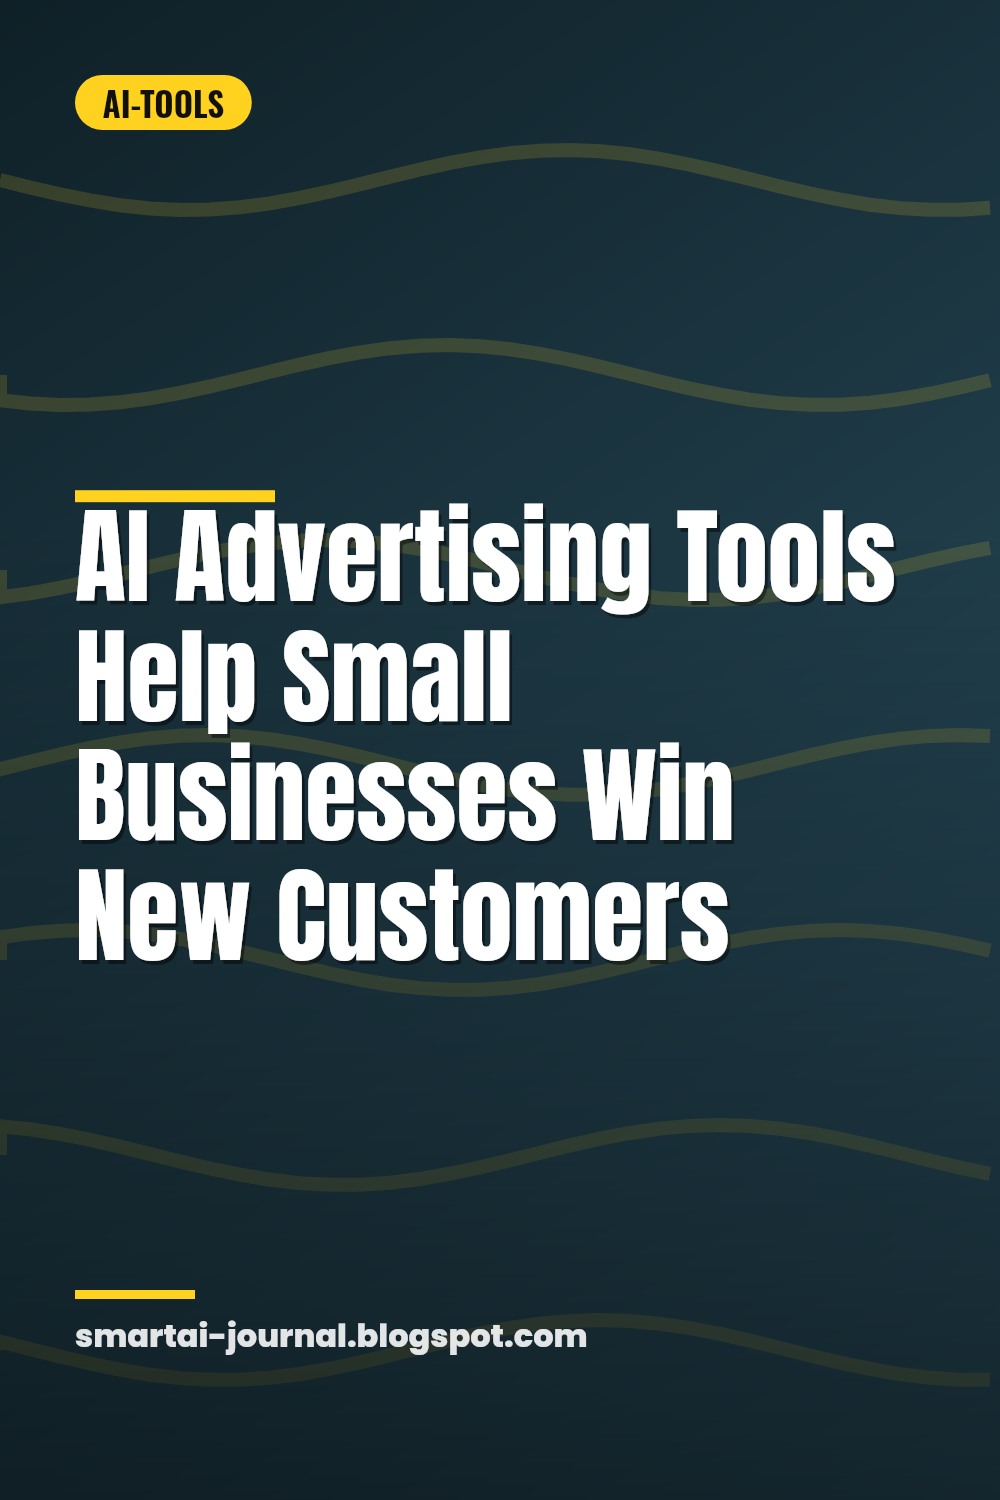 AI-TOOLS
AI Advertising Tools
Help Small
Businesses Win
New Customers
smartai-journal.blogspot.com